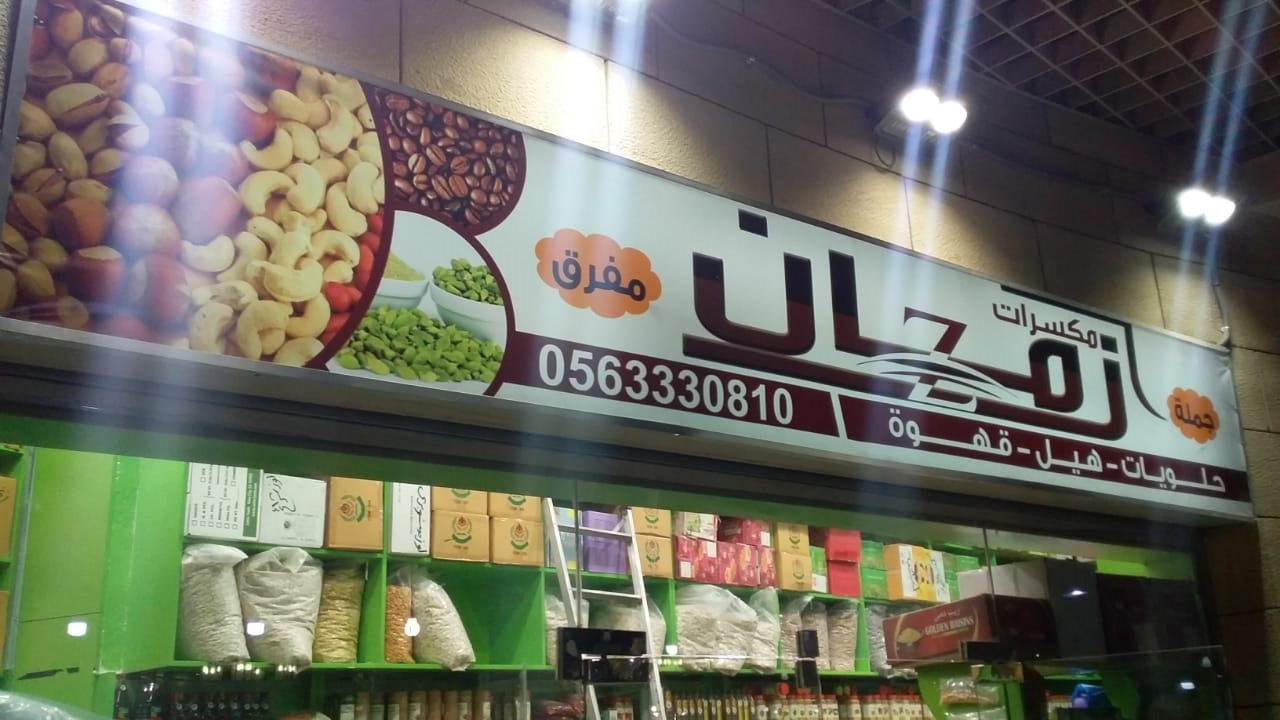 مكسرات
زمان
جملة
مفرق
حلويات - هيل - قهوة
0563330810
GOLDEN RAISINS